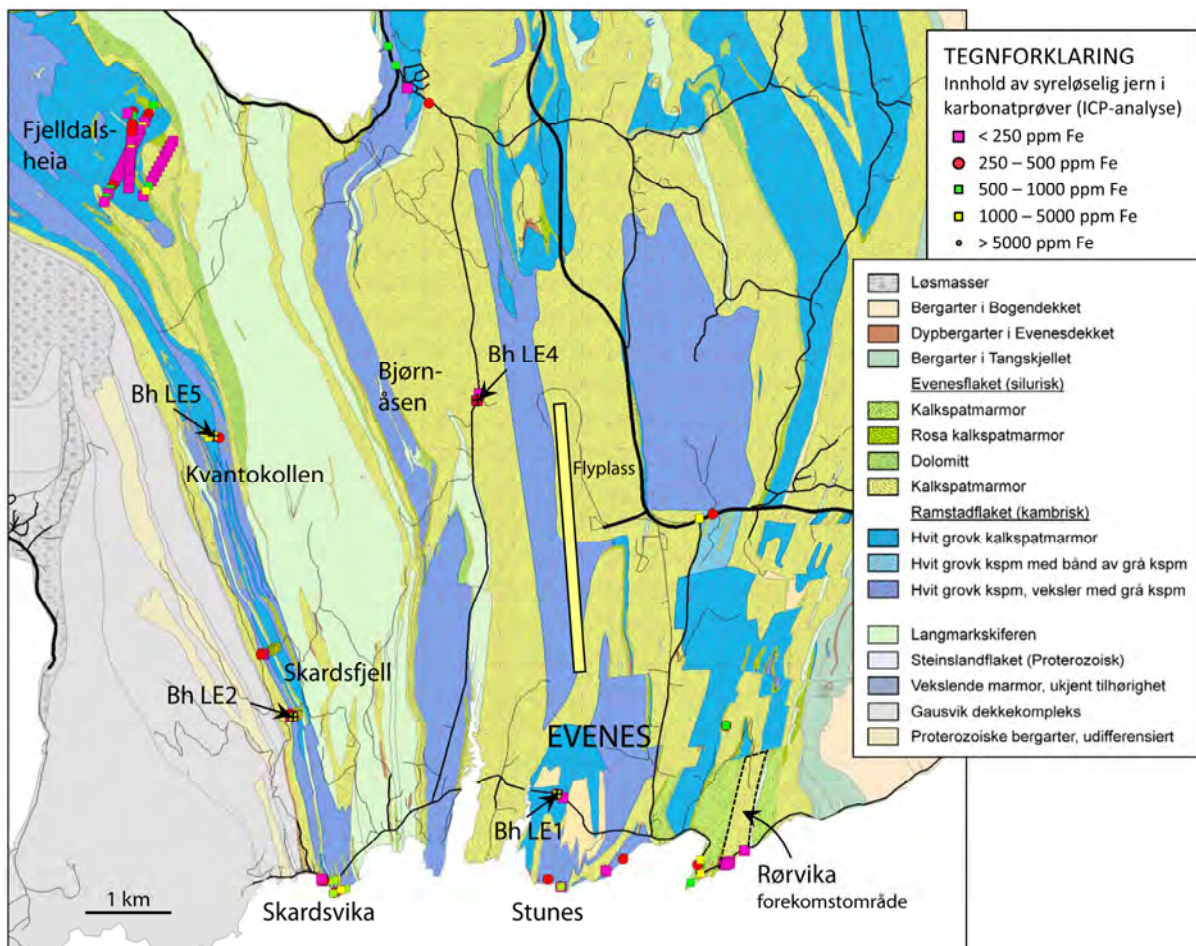 Fjelldals-
heia
Bh LE5
Kvantokollen
Bjørn-
åsen
Bh LE4
Flyplass
Skardsfjell
Bh LE2
EVENES
Bh LE1
Rørvika
forekomstområde
Skardsvika
Stunes
1 km
TEGNFORKLARING
Innhold av syreløselig jern i
karbonatprøver (ICP-analyse)
< 250 ppm Fe
250 – 500 ppm Fe
500 – 1000 ppm Fe
1000 – 5000 ppm Fe
> 5000 ppm Fe
Løsmasser
Bergarter i Bogendekket
Dypbergarter i Evenesdekket
Bergarter i Tangskjellet
Evenesflaket (silurisk)
Kalkspatmarmor
Rosa kalkspatmarmor
Dolomitt
Kalkspatmarmor
Ramstadflaket (kambrisk)
Hvit grovk kalkspatmarmor
Hvit grovk kspm med bånd av grå kspm
Hvit grovk kspm, veksler med grå kspm
Langmarkskiferen
Steinslandflaket (Proterozoisk)
Vekslende marmor, ukjent tilhørighet
Gausvik dekkekompleks
Proterozoiske bergarter, udifferensiert